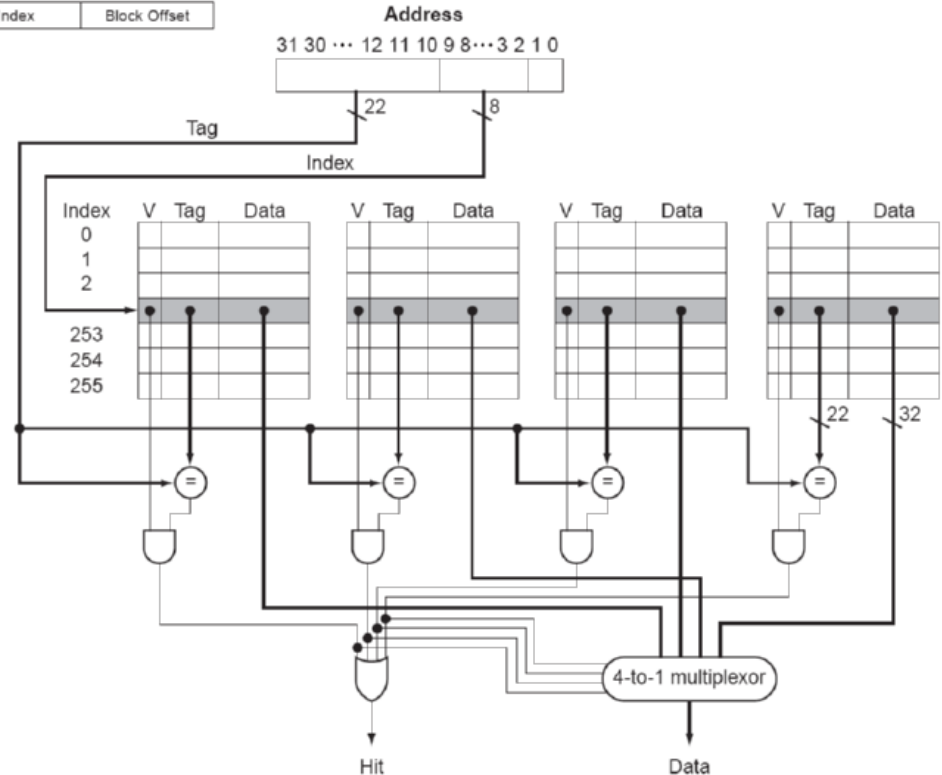 Block Offset
Address
31 30 ··· 12 11 10 9 8···3 2 1 0
22
8
Tag
Index
Index V Tag Data V Tag Data V Tag Data V Tag Data
0
1
2
253
254
255
22 32
= = = =
4-to-1 multiplexor
Hit Data